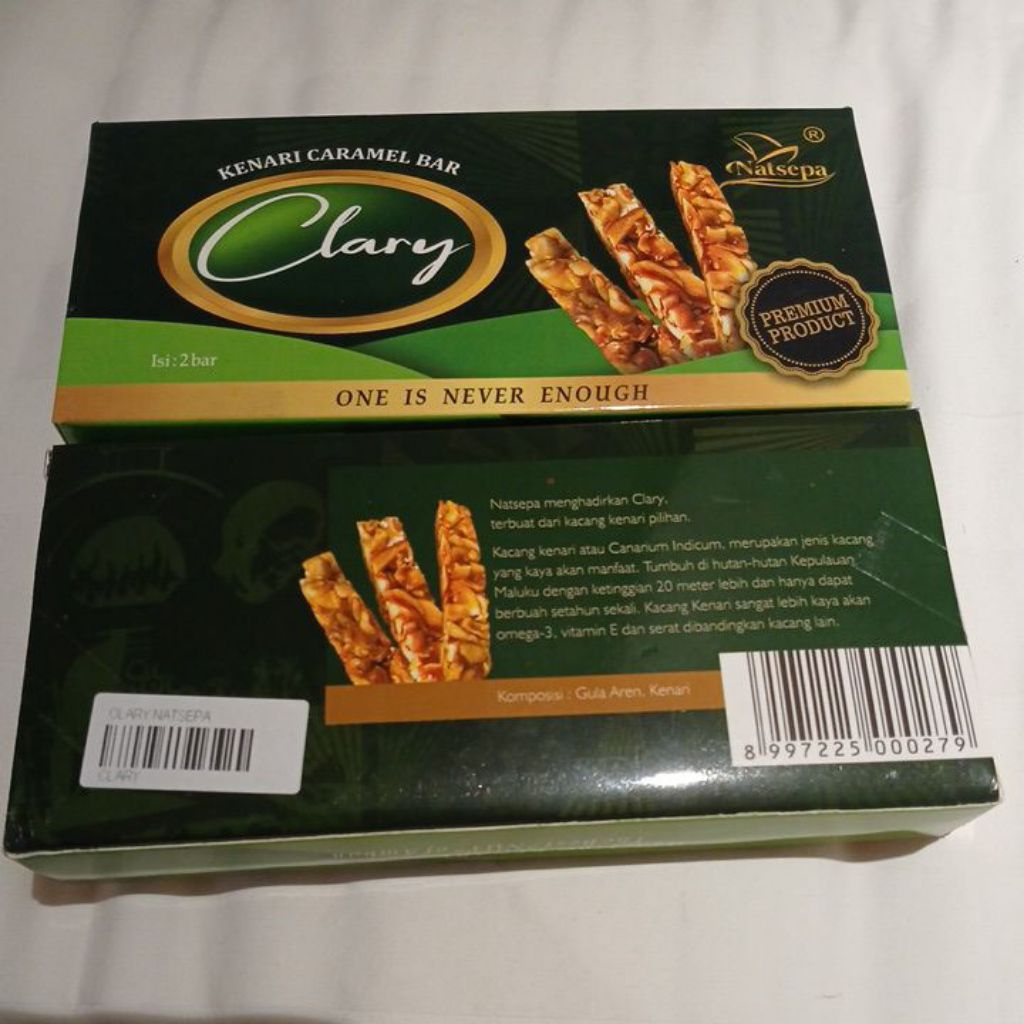 KENARI CARAMEL BAR
Clary
Natsepa ®
PREMIUM
PRODUCT
Isi : 2 bar
ONE IS NEVER ENOUGH
Natsepa menghadirkan Clary,
terbuat dari kacang kenari pilihan.
Kacang kenari atau Canarium Indicum, merupakan jenis kacang
yang kaya akan manfaat. Tumbuh di hutan-hutan Kepulauan
Maluku dengan ketinggian 20 meter lebih dan hanya dapat
berbuah setahun sekali. Kacang Kenari sangat lebih kaya akan
omega-3, vitamin E dan serat dibandingkan kacang lain.
Komposisi : Gula Aren, Kenari
CLARY NATSEPA
CLARY
8 997225 000279